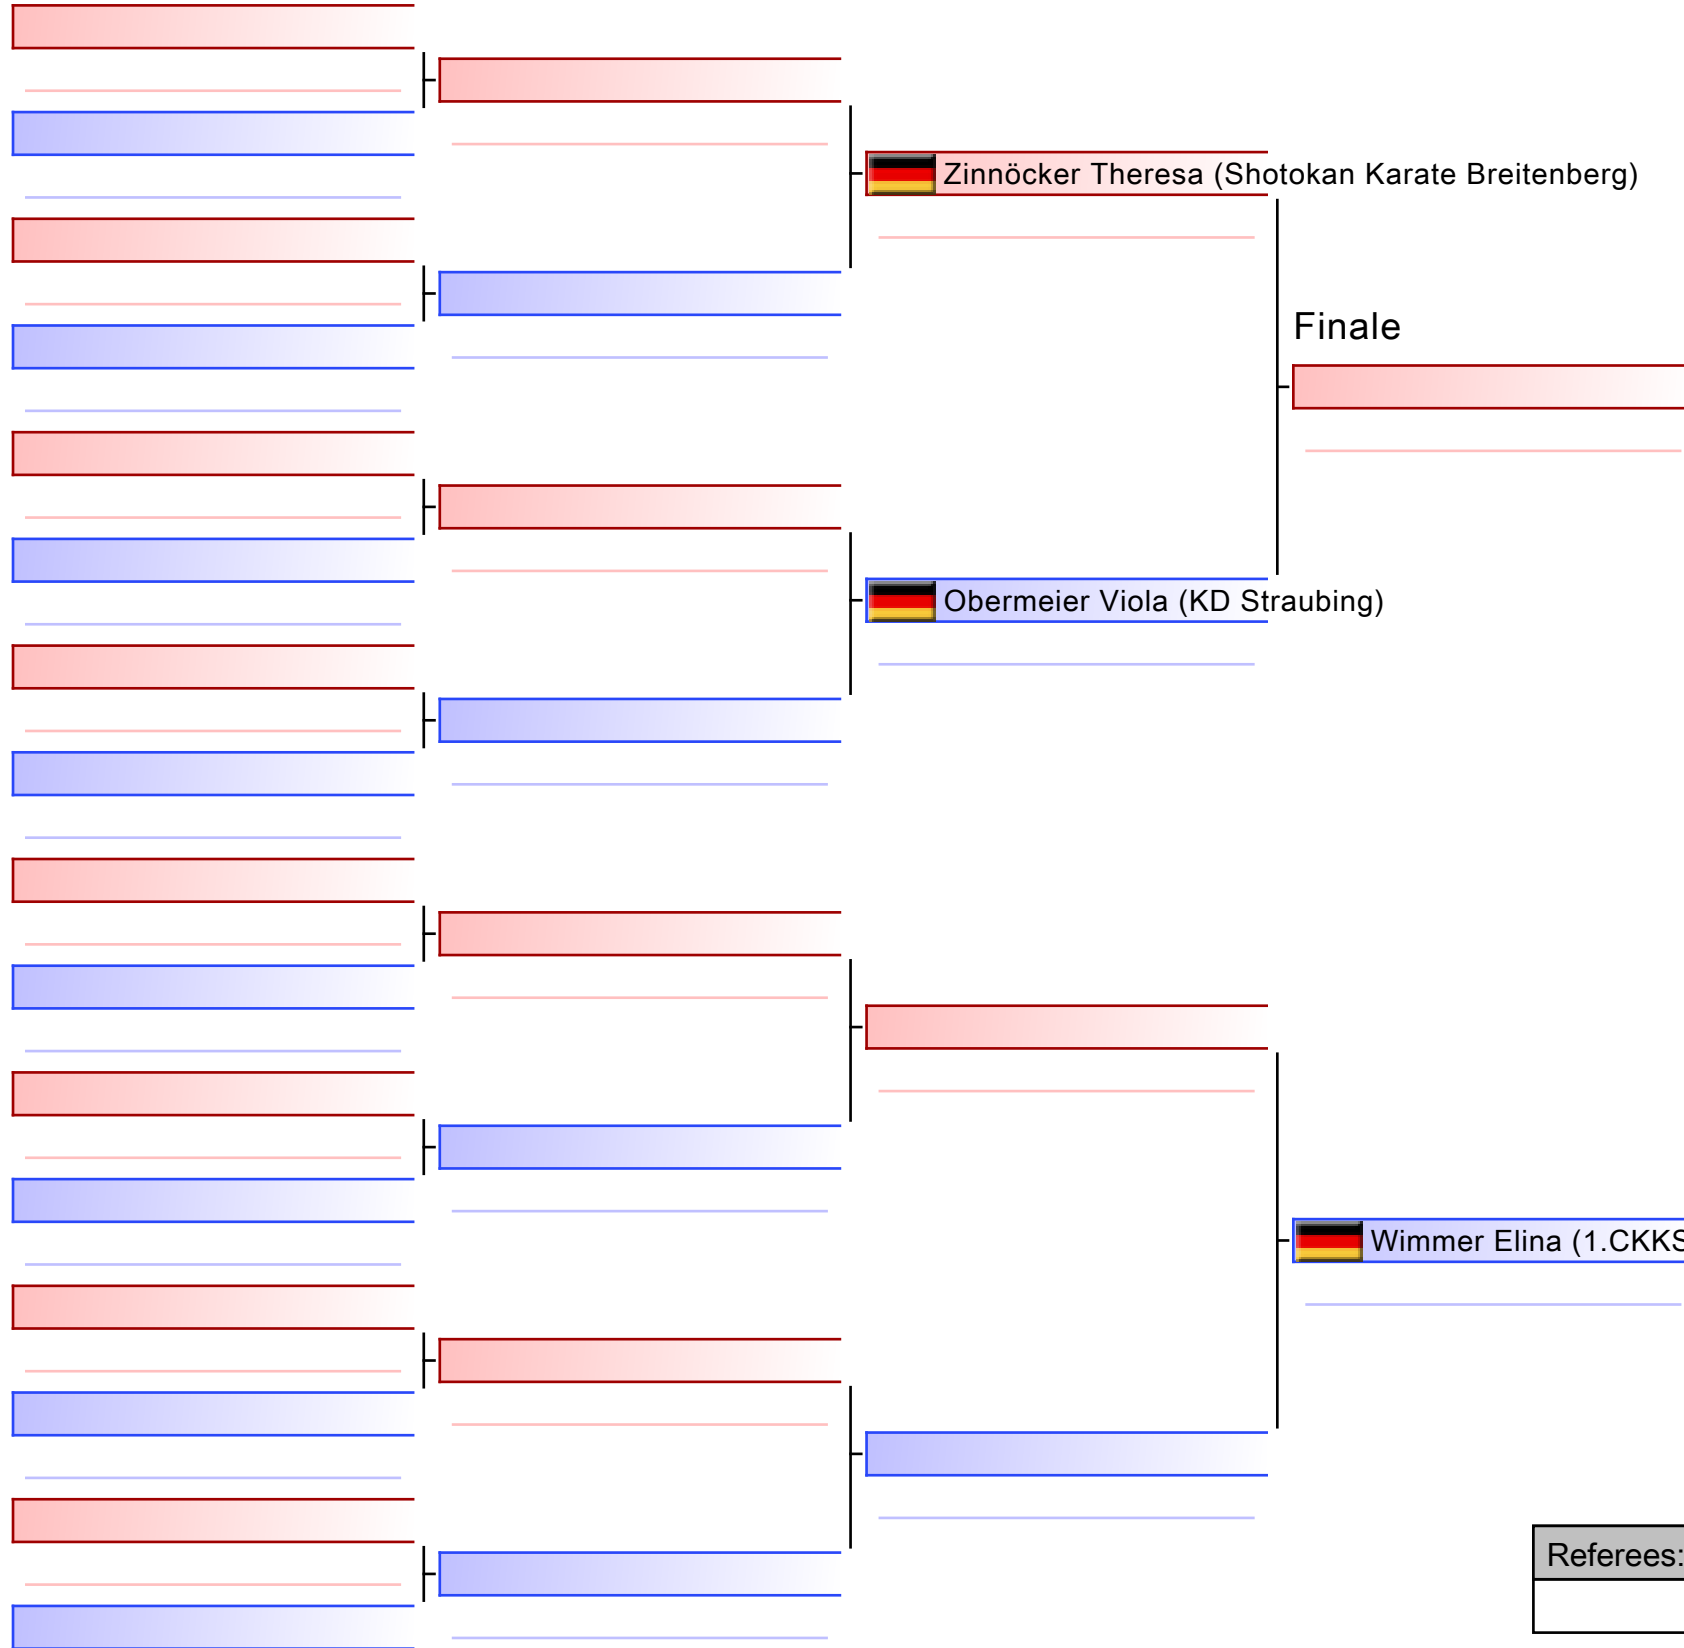 Zinnöcker Theresa (Shotokan Karate Breitenberg)
Finale
Obermeier Viola (KD Straubing)
Wimmer Elina (1.CKKS
Referees: